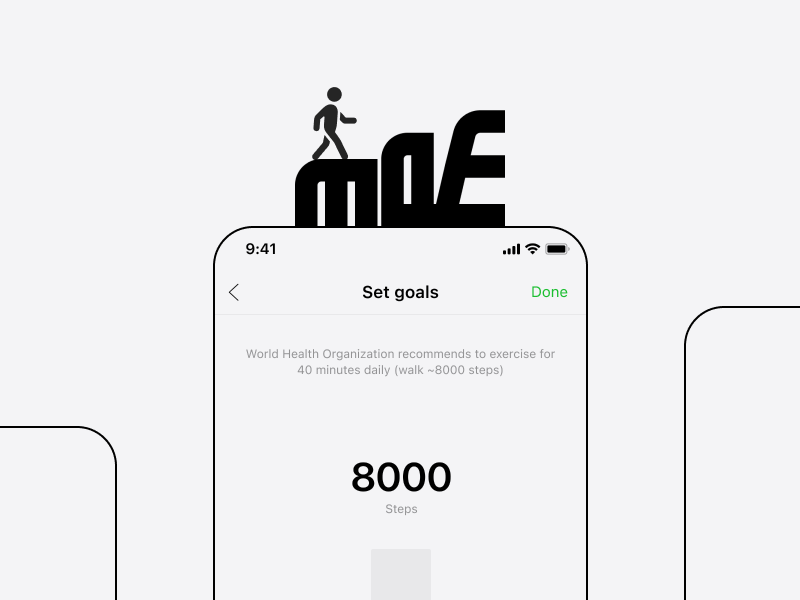 9:41
Set goals
Done
World Health Organization recommends to exercise for
40 minutes daily (walk ~8000 steps)
8000
Steps